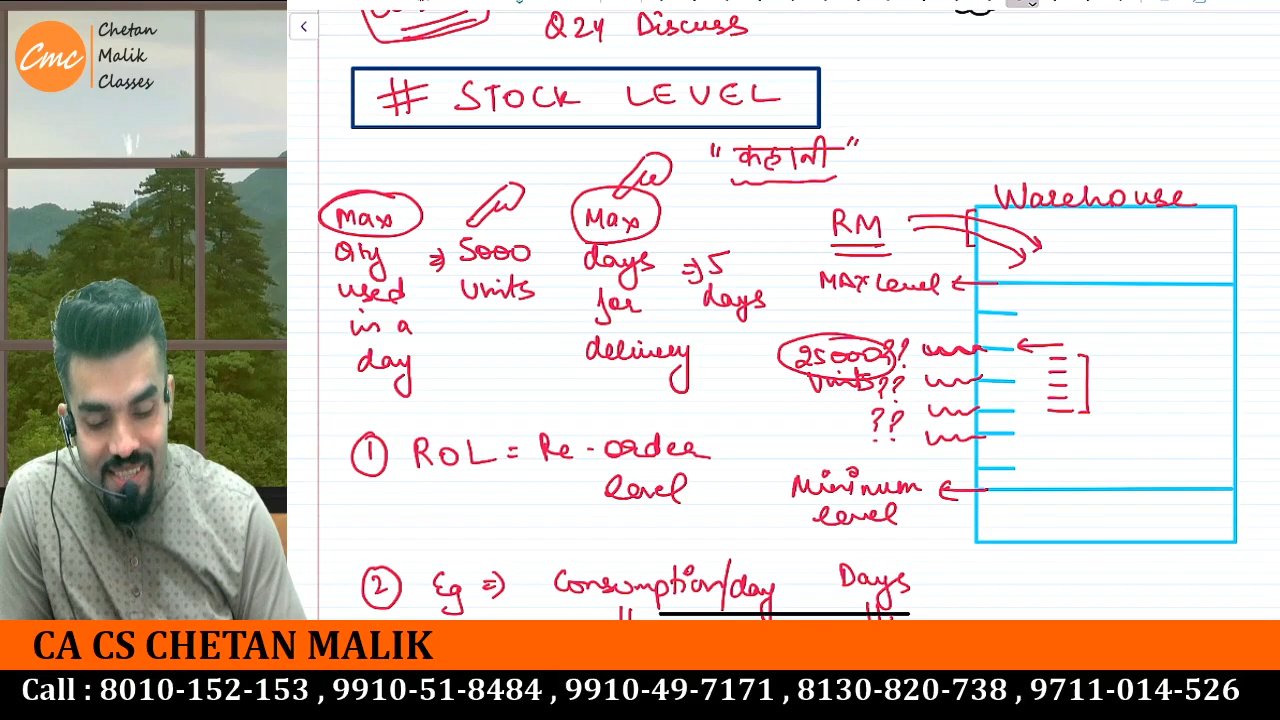 Cmc
Chetan
Malik
Classes
Q24 Discuss
# STOCK LEVEL
"कहानी"
Warehouse
Max
Qty
used
in a
day
⇒ 5000
units
Max
days
for
delivery
⇒ 5
days
RM
MAX level
25000??
units??
??
Minimum
level
① ROL = Re-order
level
② Eg ⇒ Consumption/day Days
CA CS CHETAN MALIK
Call : 8010-152-153 , 9910-51-8484 , 9910-49-7171 , 8130-820-738 , 9711-014-526